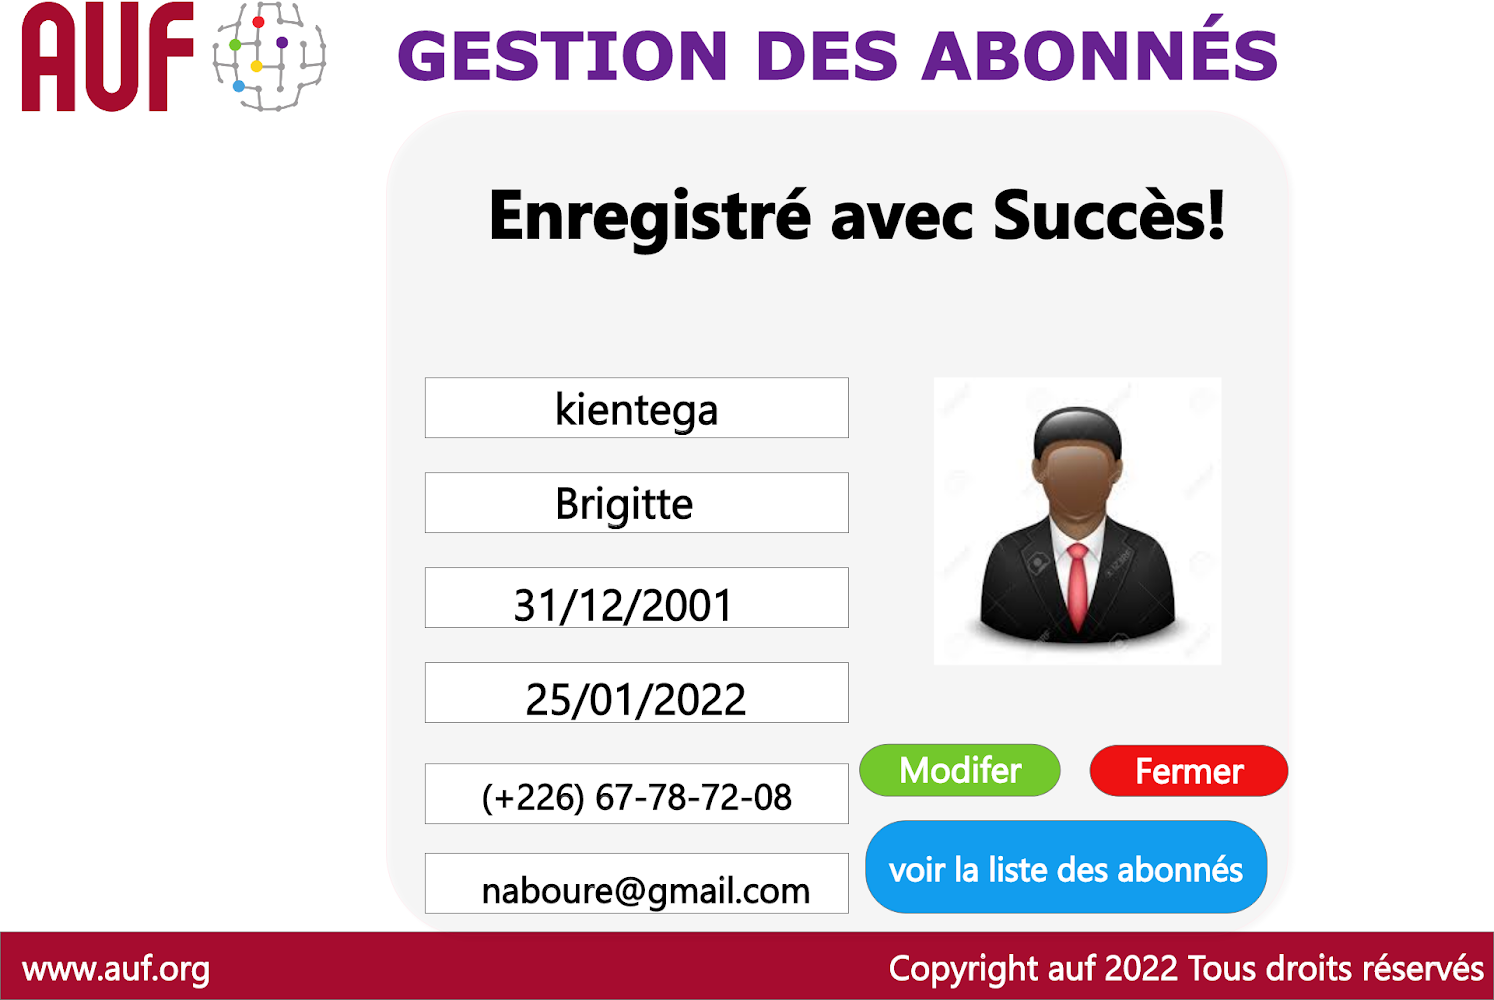 AUF
GESTION DES ABONNÉS
Enregistré avec Succès!
kientega
Brigitte
31/12/2001
25/01/2022
(+226) 67-78-72-08
naboure@gmail.com
Modifer
Fermer
voir la liste des abonnés
www.auf.org
Copyright auf 2022 Tous droits réservés